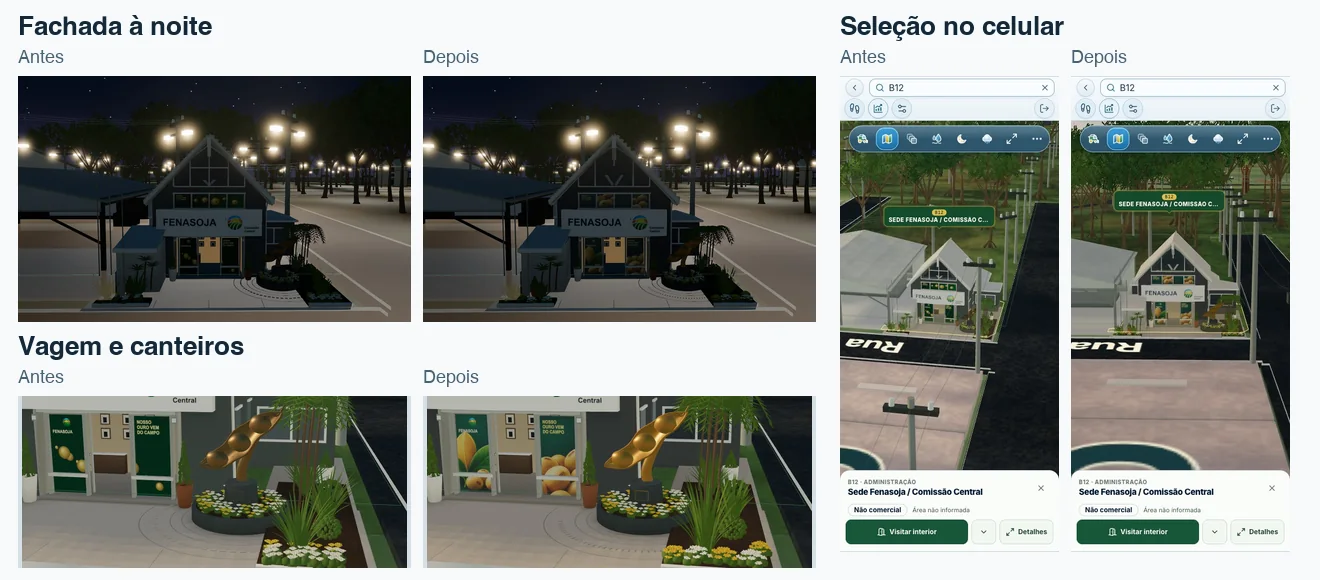 Fachada à noite
Antes
Depois
FENASOJA
FENASOJA
Vagem e canteiros
Antes
Depois
Central
FENASOJA
NOSSO
OURO VEM
DO CAMPO
Central
FENASOJA
NOSSO
OURO VEM
DO CAMPO
Seleção no celular
Antes
Depois
B12
B12
SEDE FENASOJA / COMISSÃO C...
FENASOJA
Rua
B12 · ADMINISTRAÇÃO
Sede Fenasoja / Comissão Central
Não comercial
Área não informada
Visitar interior
Detalhes
B12
B12
SEDE FENASOJA / COMISSÃO C...
FENASOJA
Rua
B12 · ADMINISTRAÇÃO
Sede Fenasoja / Comissão Central
Não comercial
Área não informada
Visitar interior
Detalhes